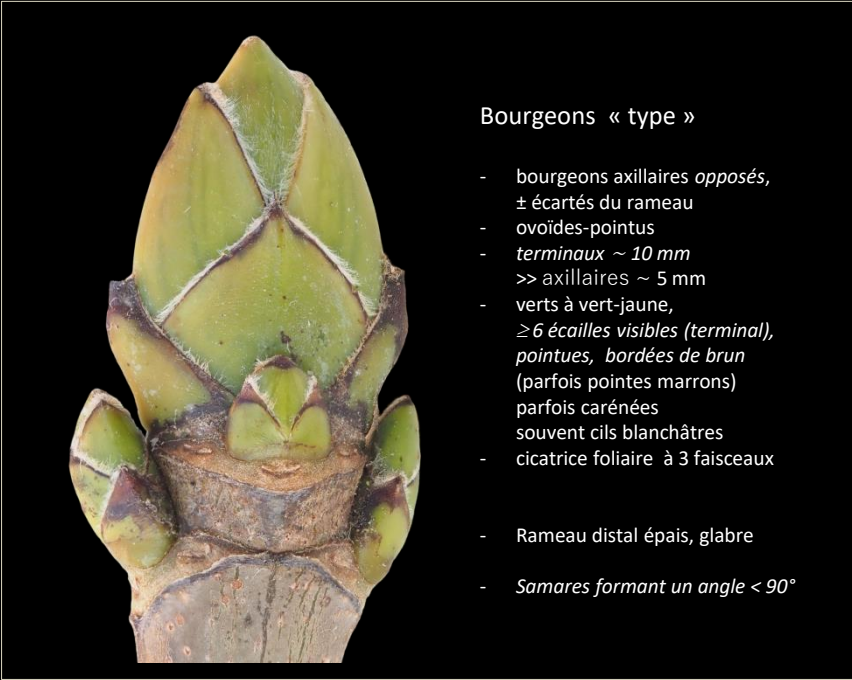 Bourgeons « type »
- bourgeons axillaires opposés,
± écartés du rameau
- ovoïdes-pointus
- terminaux ~ 10 mm
>> axillaires ~ 5 mm
- verts à vert-jaune,
≥6 écailles visibles (terminal),
pointues, bordées de brun
(parfois pointes marrons)
parfois carénées
souvent cils blanchâtres
- cicatrice foliaire à 3 faisceaux
- Rameau distal épais, glabre
- Samares formant un angle < 90°